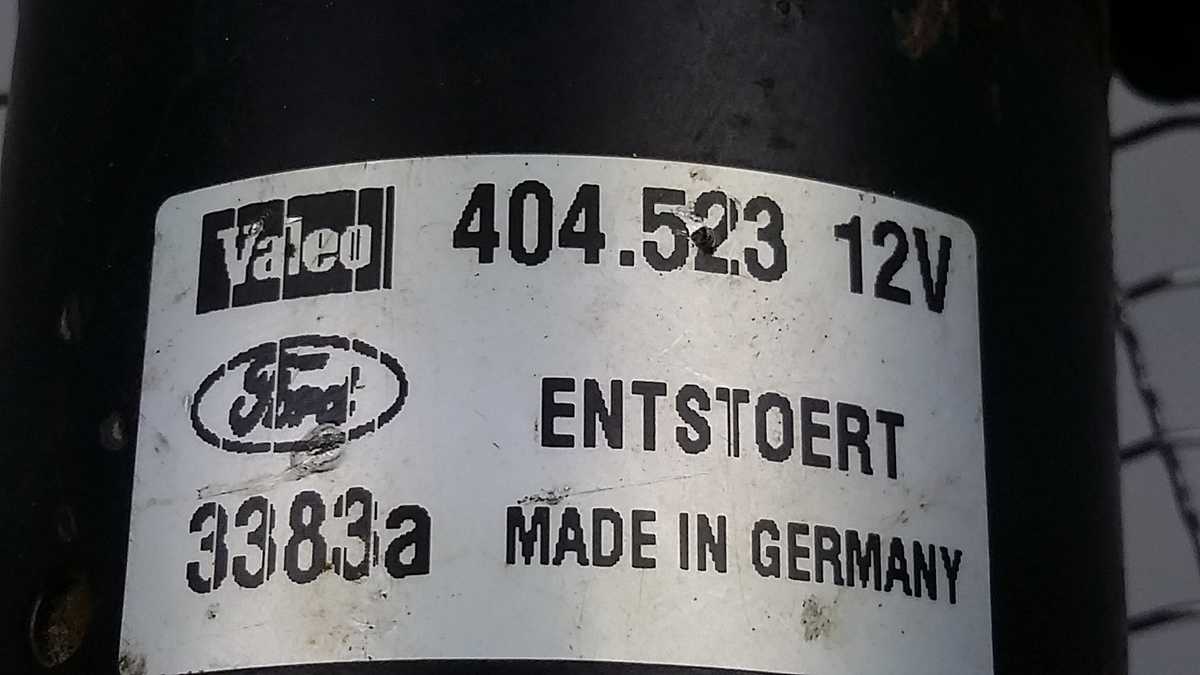 Valeo 404.523 12V
Ford ENTSTOERT
3383a MADE IN GERMANY